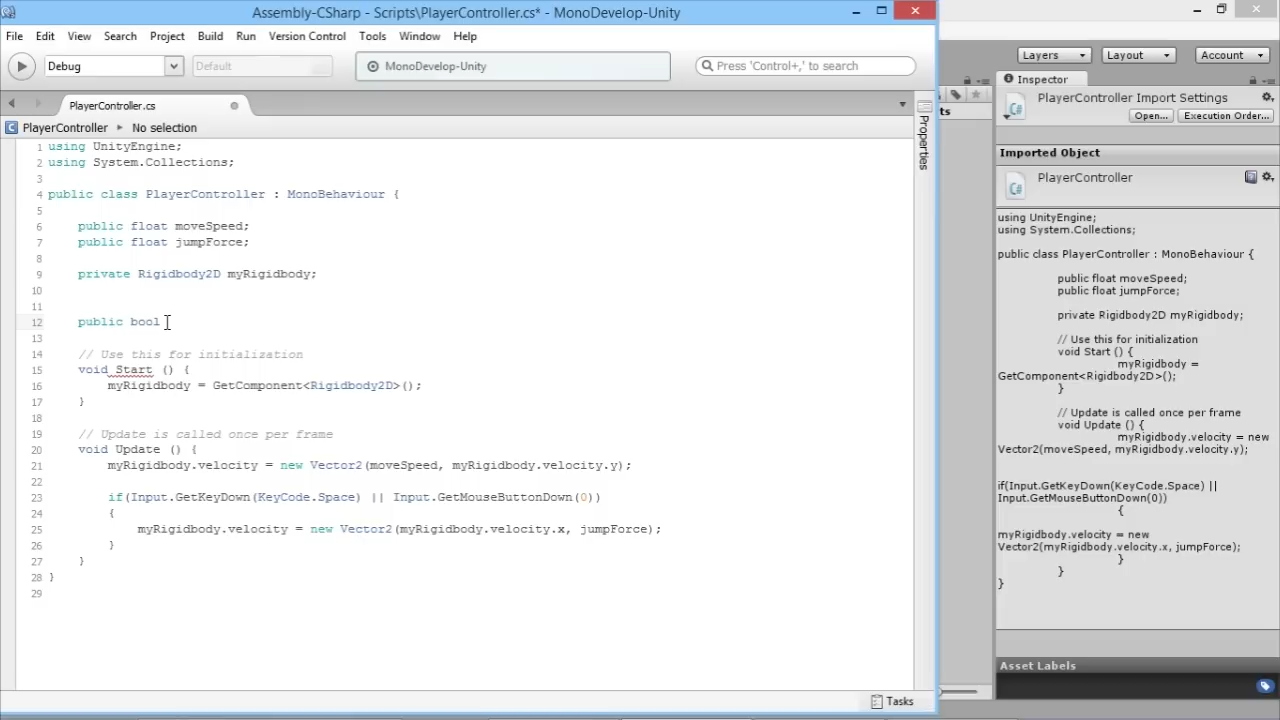 Assembly-CSharp - Scripts\PlayerController.cs* - MonoDevelop-Unity
File Edit View Search Project Build Run Version Control Tools Window Help
Debug Default MonoDevelop-Unity Press 'Control+,' to search
PlayerController.cs
PlayerController No selection
1 using UnityEngine;
2 using System.Collections;
3
4 public class PlayerController : MonoBehaviour {
5
6 public float moveSpeed;
7 public float jumpForce;
8
9 private Rigidbody2D myRigidbody;
10
11
12 public bool
13
14 // Use this for initialization
15 void Start () {
16 myRigidbody = GetComponent<Rigidbody2D>();
17 }
18
19 // Update is called once per frame
20 void Update () {
21 myRigidbody.velocity = new Vector2(moveSpeed, myRigidbody.velocity.y);
22
23 if(Input.GetKeyDown(KeyCode.Space) || Input.GetMouseButtonDown(0))
24 {
25 myRigidbody.velocity = new Vector2(myRigidbody.velocity.x, jumpForce);
26 }
27 }
28 }
29
Properties
Tasks
Layers Layout Account
ts
Inspector
C# PlayerController Import Settings
Open... Execution Order...
Imported Object
C# PlayerController
using UnityEngine;
using System.Collections;
public class PlayerController : MonoBehaviour {
public float moveSpeed;
public float jumpForce;
private Rigidbody2D myRigidbody;
// Use this for initialization
void Start () {
myRigidbody =
GetComponent<Rigidbody2D>();
}
// Update is called once per frame
void Update () {
myRigidbody.velocity = new
Vector2(moveSpeed, myRigidbody.velocity.y);
if(Input.GetKeyDown(KeyCode.Space) ||
Input.GetMouseButtonDown(0))
{
myRigidbody.velocity = new
Vector2(myRigidbody.velocity.x, jumpForce);
}
}
}
Asset Labels